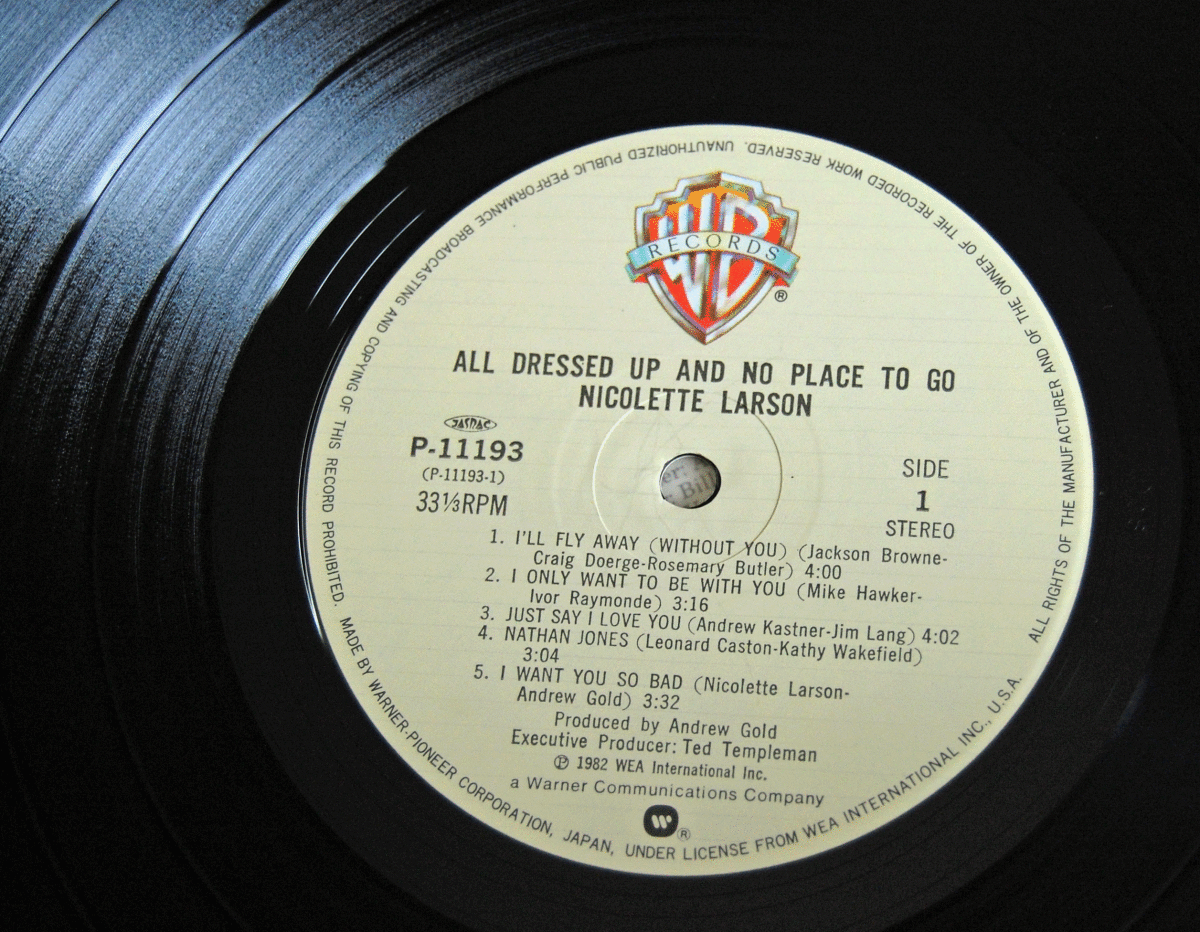 WB
RECORDS
®
ALL DRESSED UP AND NO PLACE TO GO
NICOLETTE LARSON
JASRAC
P-11193
(P-11193-1)
33⅓RPM
SIDE
1
STEREO
1. I'LL FLY AWAY (WITHOUT YOU) (Jackson Browne-
Craig Doerge-Rosemary Butler) 4:00
2. I ONLY WANT TO BE WITH YOU (Mike Hawker-
Ivor Raymonde) 3:16
3. JUST SAY I LOVE YOU (Andrew Kastner-Jim Lang) 4:02
4. NATHAN JONES (Leonard Caston-Kathy Wakefield)
3:04
5. I WANT YOU SO BAD (Nicolette Larson-
Andrew Gold) 3:32
Produced by Andrew Gold
Executive Producer: Ted Templeman
Ⓟ 1982 WEA International Inc.
a Warner Communications Company
®
ALL RIGHTS OF THE MANUFACTURER AND OF THE OWNER OF THE RECORDED WORK RESERVED. UNAUTHORIZED PUBLIC PERFORMANCE BROADCASTING AND COPYING OF THIS RECORD PROHIBITED. MADE BY WARNER-PIONEER CORPORATION, JAPAN, UNDER LICENSE FROM WEA INTERNATIONAL INC., U.S.A.
er:
Bill